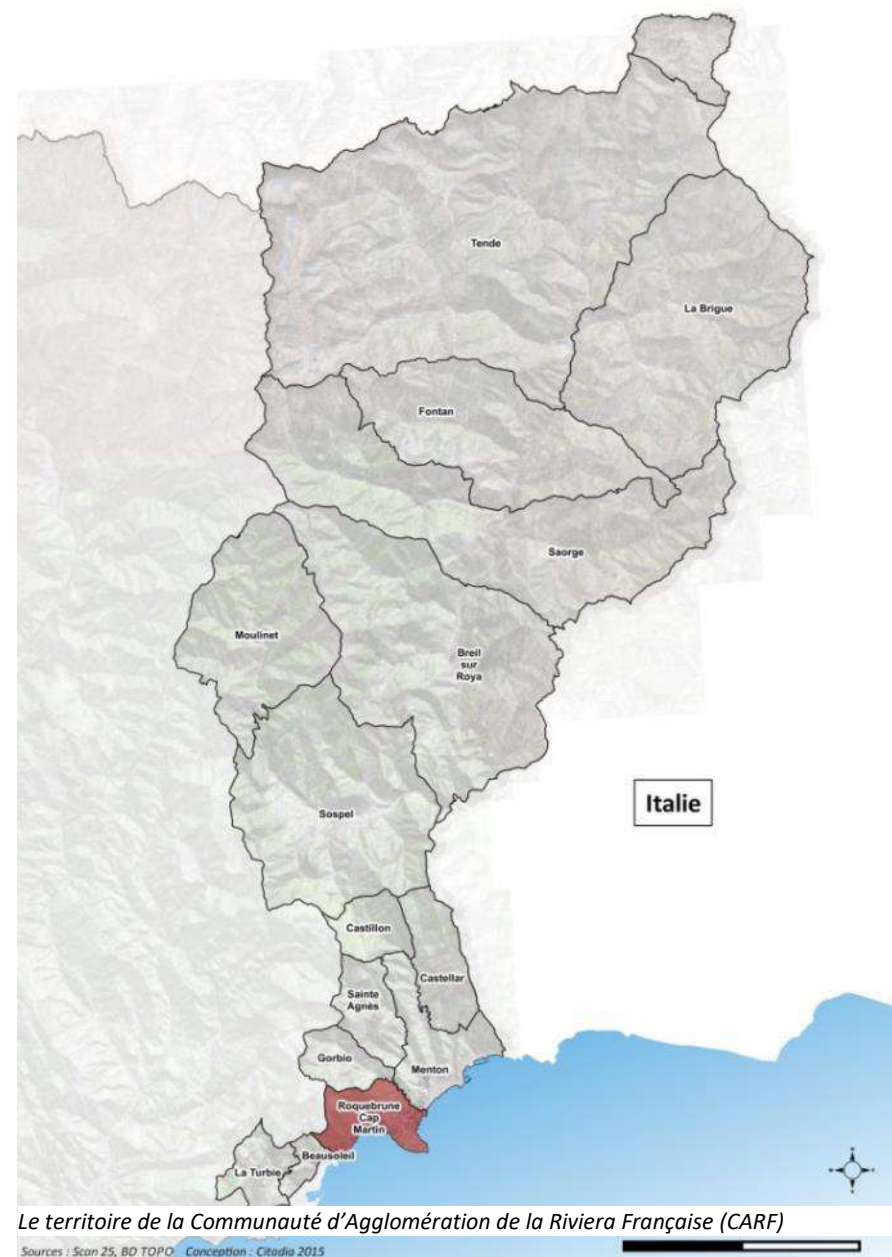 Tende
La Brigue
Fontan
Saorge
Moulinet
Breil
sur
Roya
Italie
Sospel
Castillon
Castellar
Sainte
Agnès
Gorbio
Menton
Roquebrune
Cap
Martin
Beausoleil
La Turbie
Le territoire de la Communauté d’Agglomération de la Riviera Française (CARF)
Sources : Scan 25, BD TOPO Conception : Citadia 2015